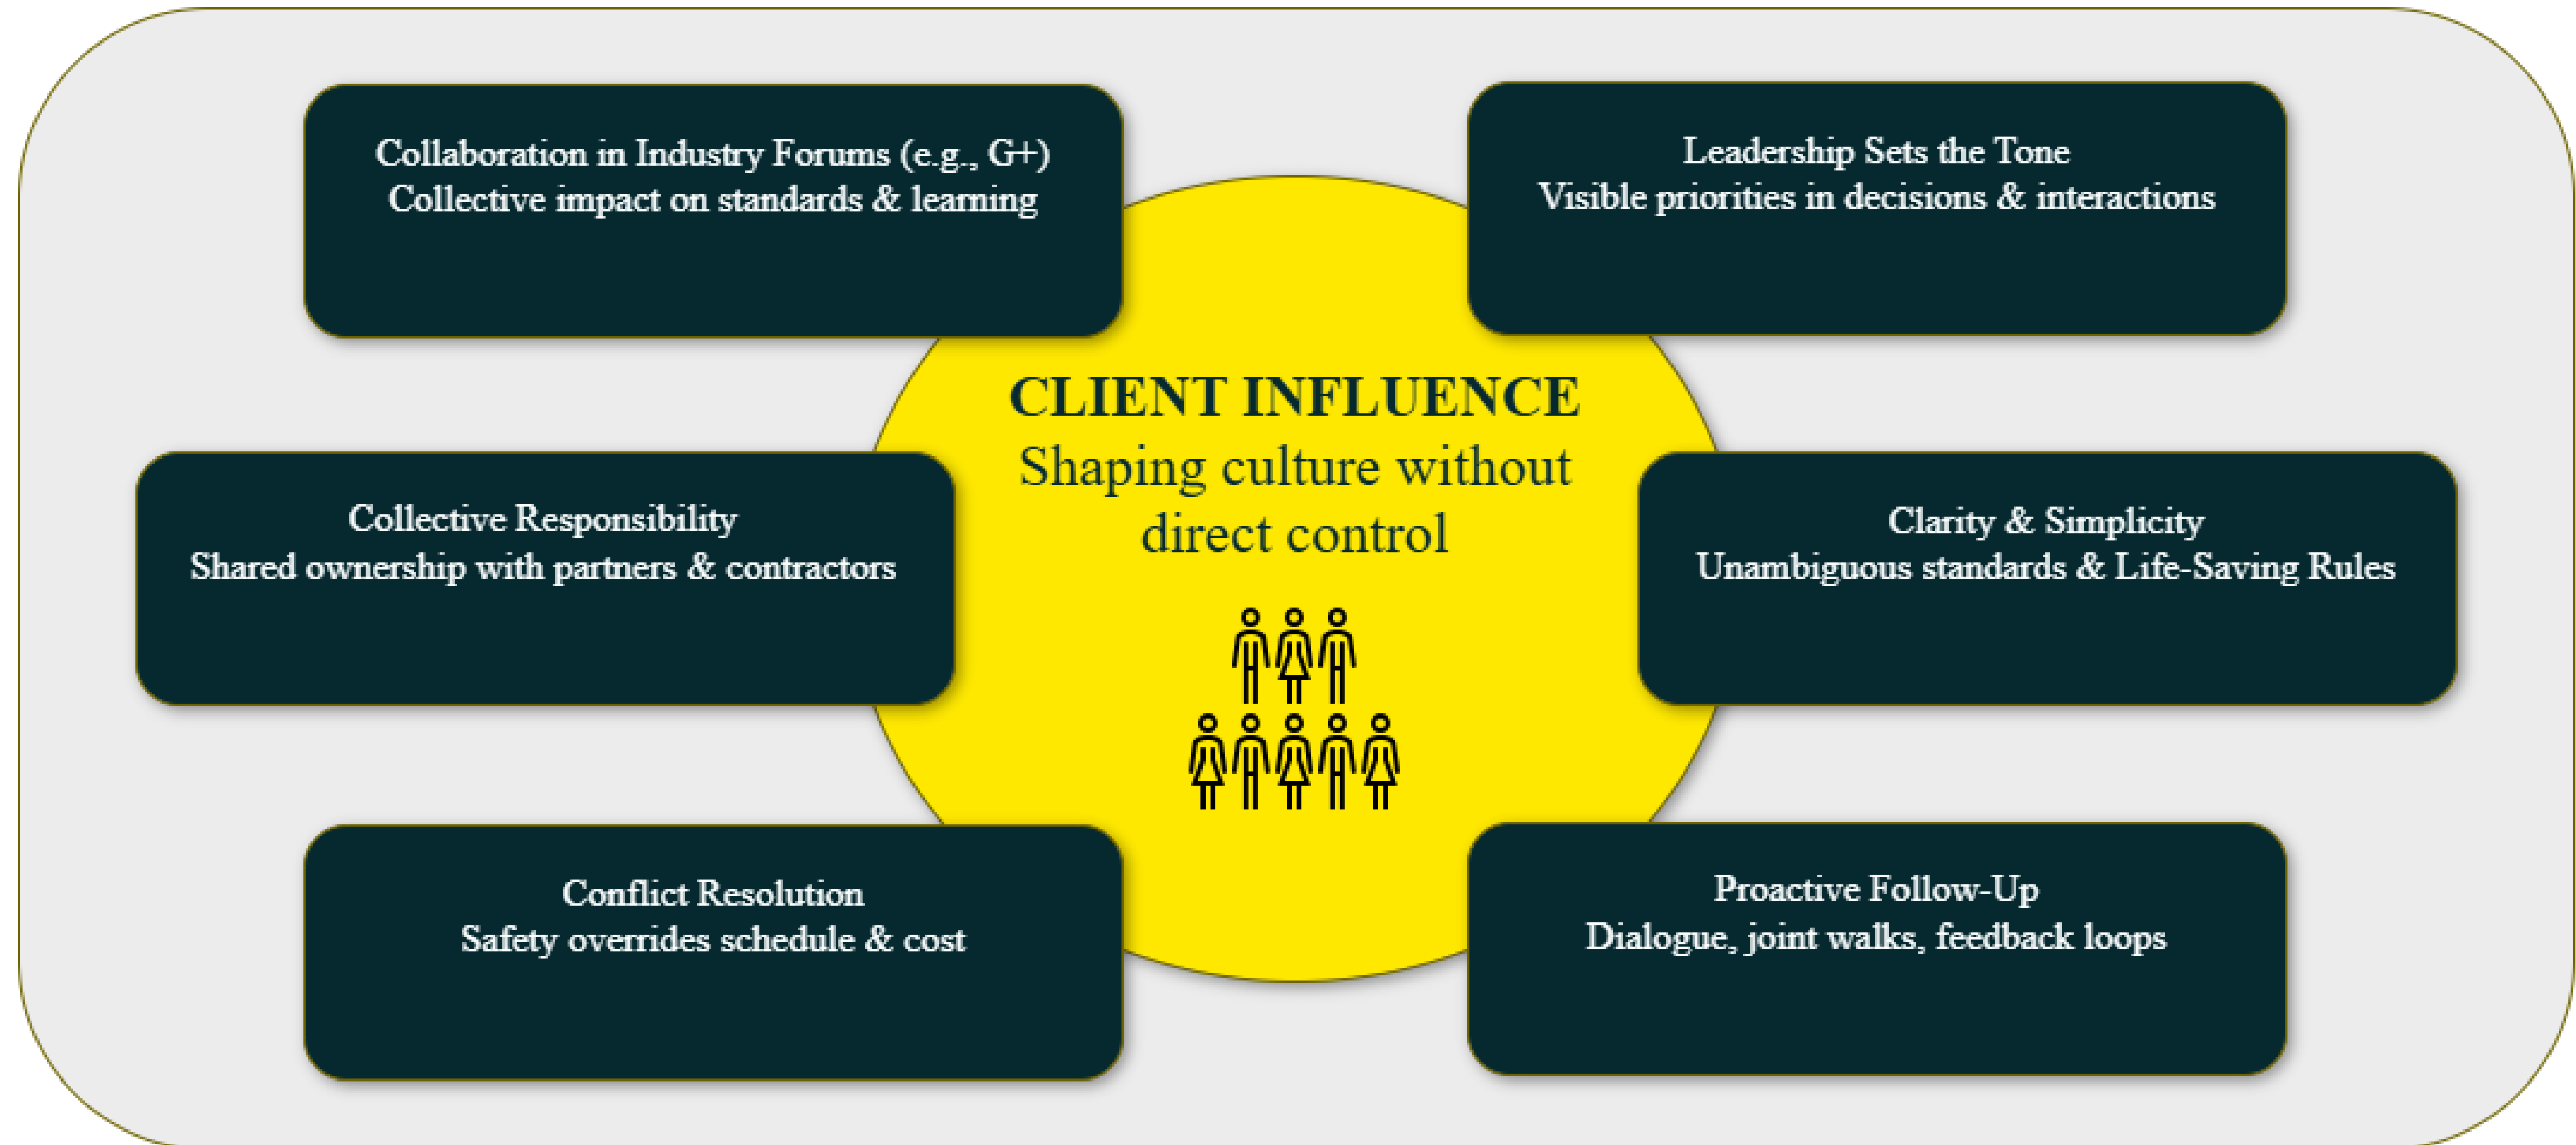 Collaboration in Industry Forums (e.g., G+)
Collective impact on standards & learning
Leadership Sets the Tone
Visible priorities in decisions & interactions
CLIENT INFLUENCE
Shaping culture without
direct control
Collective Responsibility
Shared ownership with partners & contractors
Clarity & Simplicity
Unambiguous standards & Life-Saving Rules
Conflict Resolution
Safety overrides schedule & cost
Proactive Follow-Up
Dialogue, joint walks, feedback loops